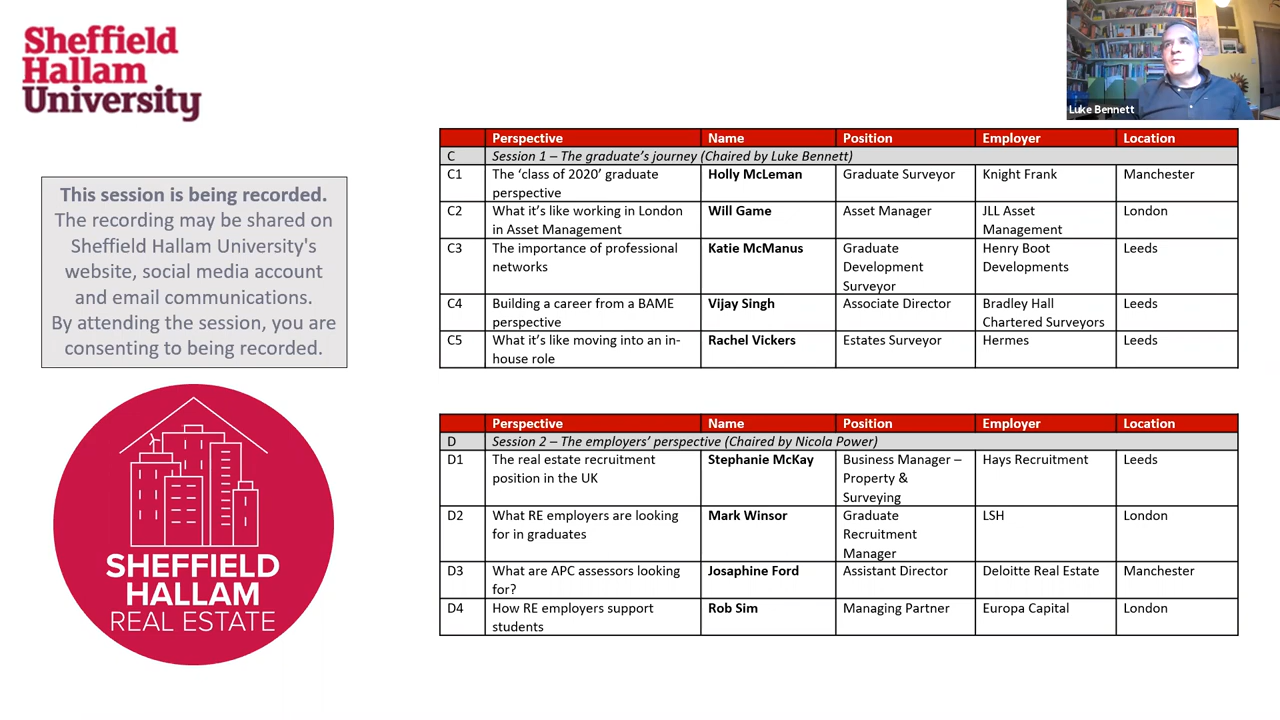 Sheffield
Hallam
University
Luke Bennett
This session is being recorded.
The recording may be shared on
Sheffield Hallam University's
website, social media account
and email communications.
By attending the session, you are
consenting to being recorded.
SHEFFIELD
HALLAM
REAL ESTATE
Perspective Name Position Employer Location
C Session 1 – The graduate's journey (Chaired by Luke Bennett)
C1 The 'class of 2020' graduate Holly McLeman Graduate Surveyor Knight Frank Manchester
perspective
C2 What it's like working in London Will Game Asset Manager JLL Asset London
in Asset Management Management
C3 The importance of professional Katie McManus Graduate Henry Boot Leeds
networks Development Developments
Surveyor
C4 Building a career from a BAME Vijay Singh Associate Director Bradley Hall Leeds
perspective Chartered Surveyors
C5 What it's like moving into an in- Rachel Vickers Estates Surveyor Hermes Leeds
house role
Perspective Name Position Employer Location
D Session 2 – The employers' perspective (Chaired by Nicola Power)
D1 The real estate recruitment Stephanie McKay Business Manager – Hays Recruitment Leeds
position in the UK Property &
Surveying
D2 What RE employers are looking Mark Winsor Graduate LSH London
for in graduates Recruitment
Manager
D3 What are APC assessors looking Josaphine Ford Assistant Director Deloitte Real Estate Manchester
for?
D4 How RE employers support Rob Sim Managing Partner Europa Capital London
students